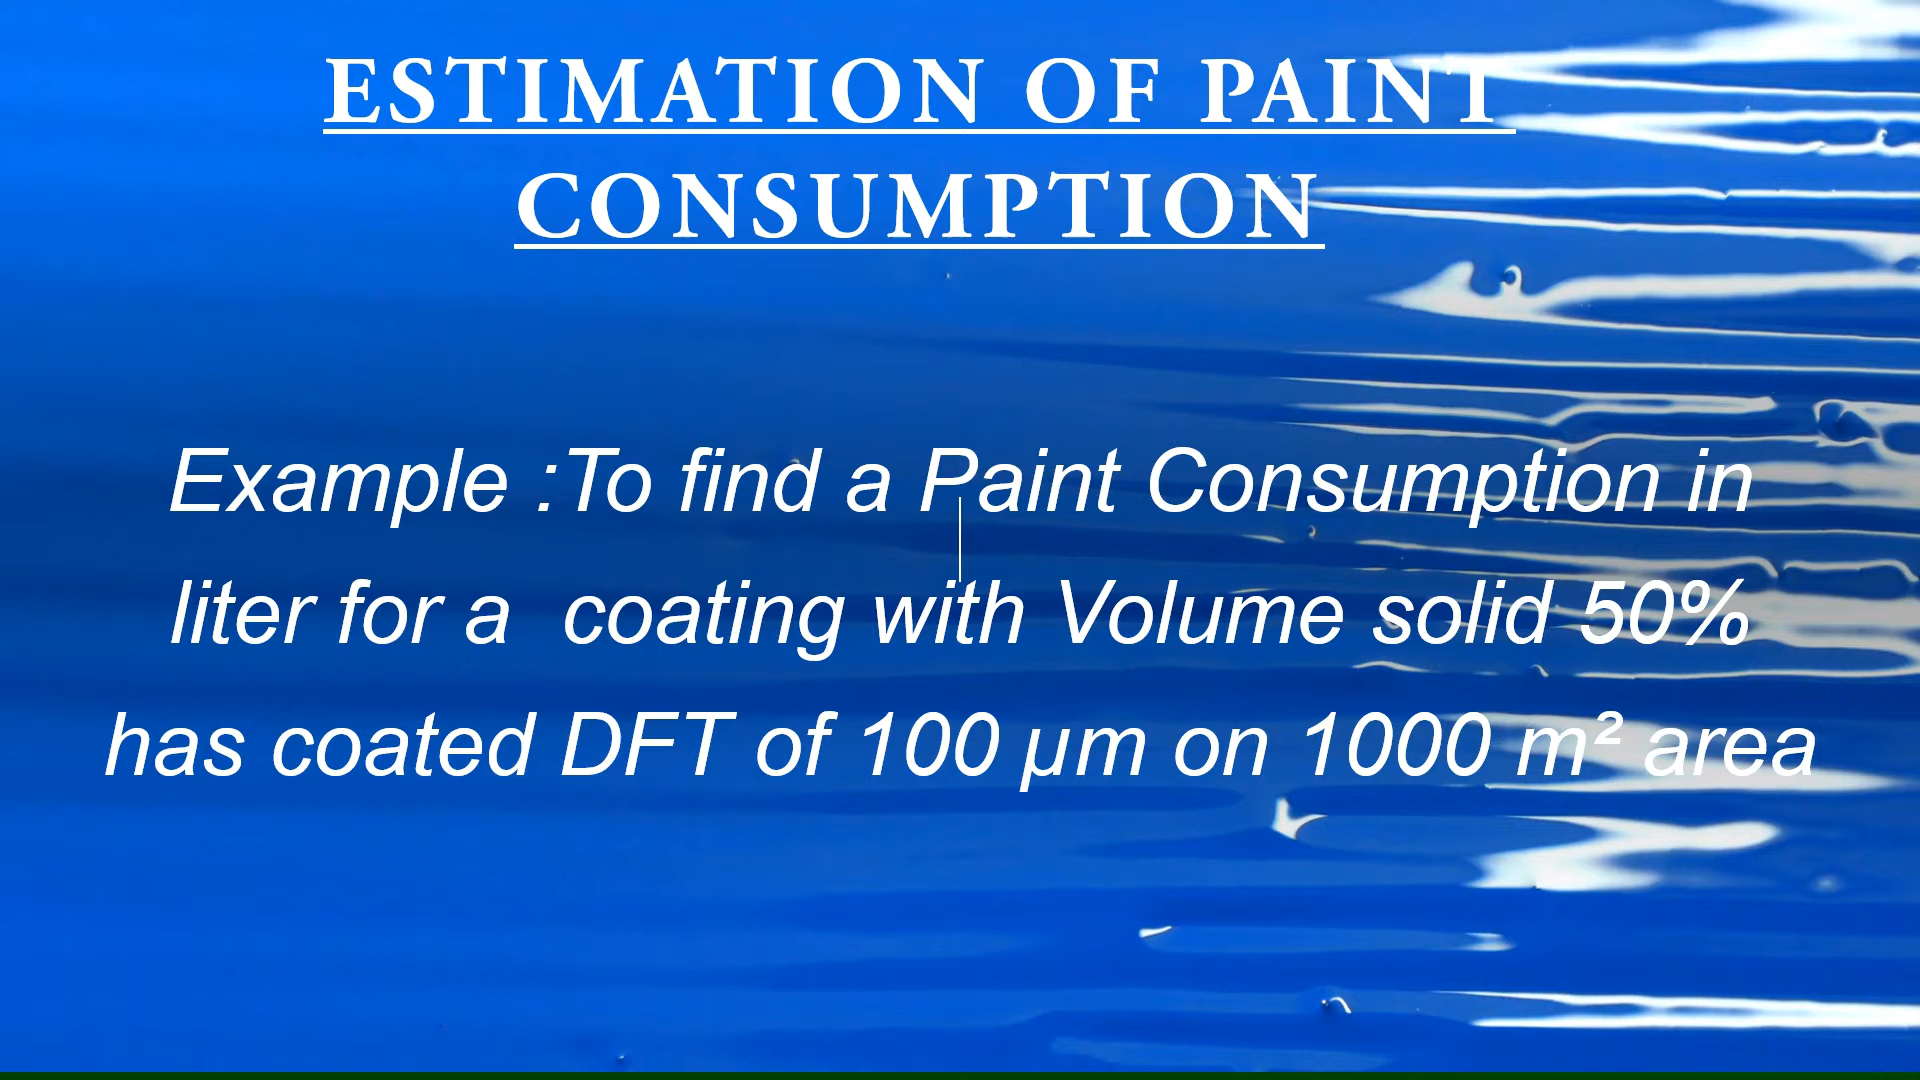 ESTIMATION OF PAINT
CONSUMPTION
Example :To find a Paint Consumption in
liter for a  coating with Volume solid 50%
has coated DFT of 100 µm on 1000 m² area